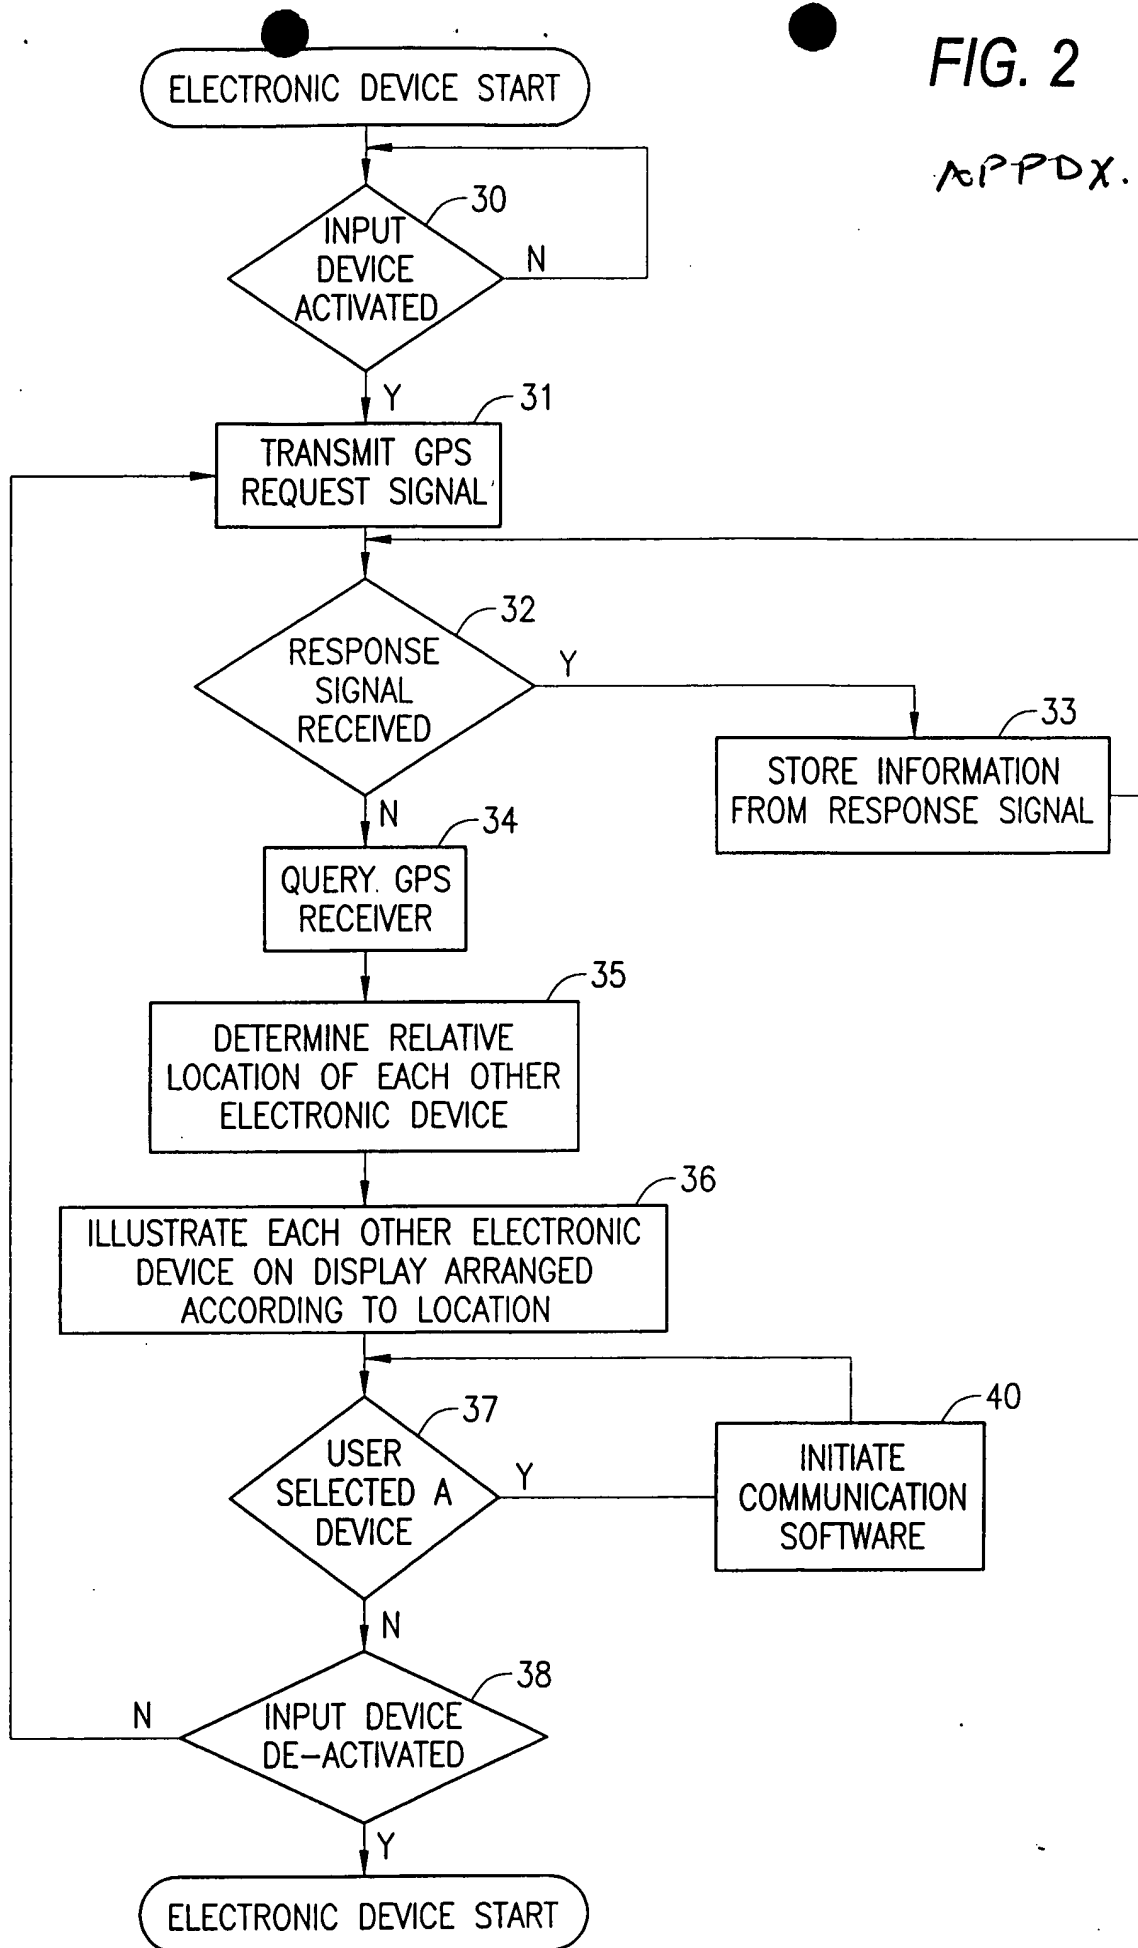 FIG. 2
APPDX.
ELECTRONIC DEVICE START
30
INPUT
DEVICE
ACTIVATED
N
Y
31
TRANSMIT GPS
REQUEST SIGNAL
32
RESPONSE
SIGNAL
RECEIVED
Y
33
STORE INFORMATION
FROM RESPONSE SIGNAL
N
34
QUERY. GPS
RECEIVER
35
DETERMINE RELATIVE
LOCATION OF EACH OTHER
ELECTRONIC DEVICE
36
ILLUSTRATE EACH OTHER ELECTRONIC
DEVICE ON DISPLAY ARRANGED
ACCORDING TO LOCATION
37
USER
SELECTED A
DEVICE
Y
40
INITIATE
COMMUNICATION
SOFTWARE
N
38
INPUT DEVICE
DE-ACTIVATED
N
Y
ELECTRONIC DEVICE START